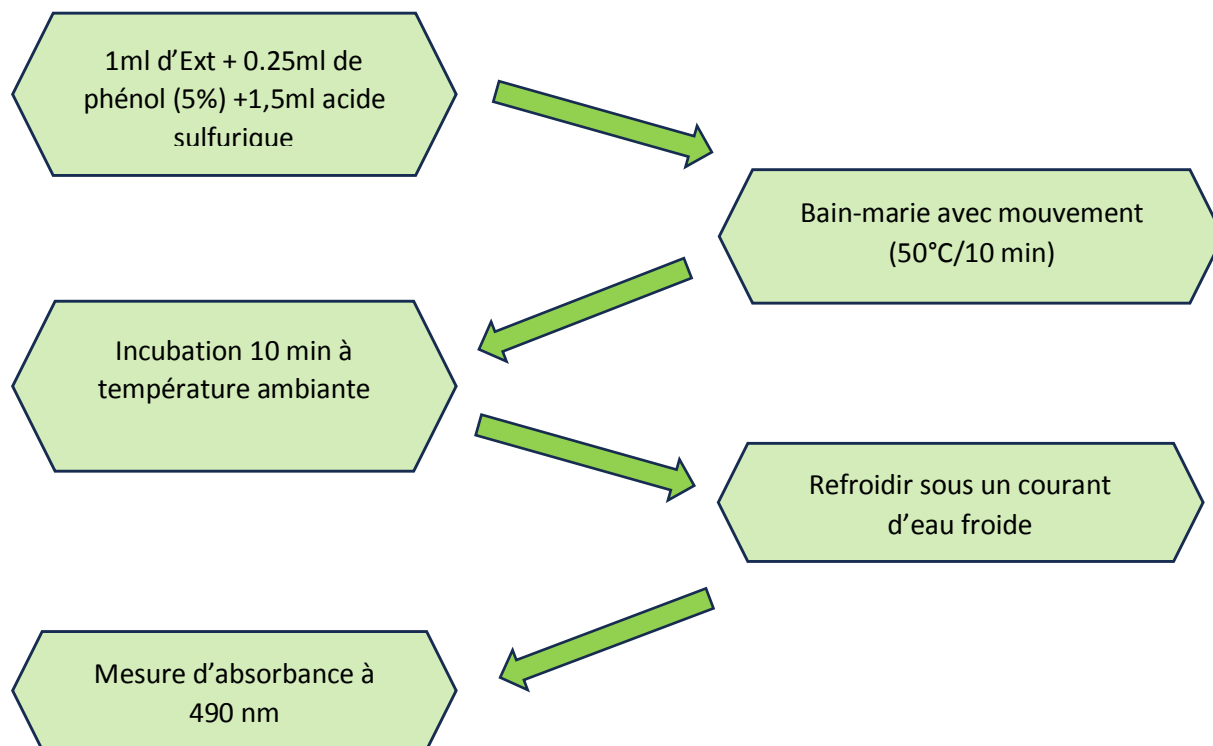 1ml d’Ext + 0.25ml de
phénol (5%) +1,5ml acide
sulfurique
Bain-marie avec mouvement
(50°C/10 min)
Incubation 10 min à
température ambiante
Refroidir sous un courant
d’eau froide
Mesure d’absorbance à
490 nm